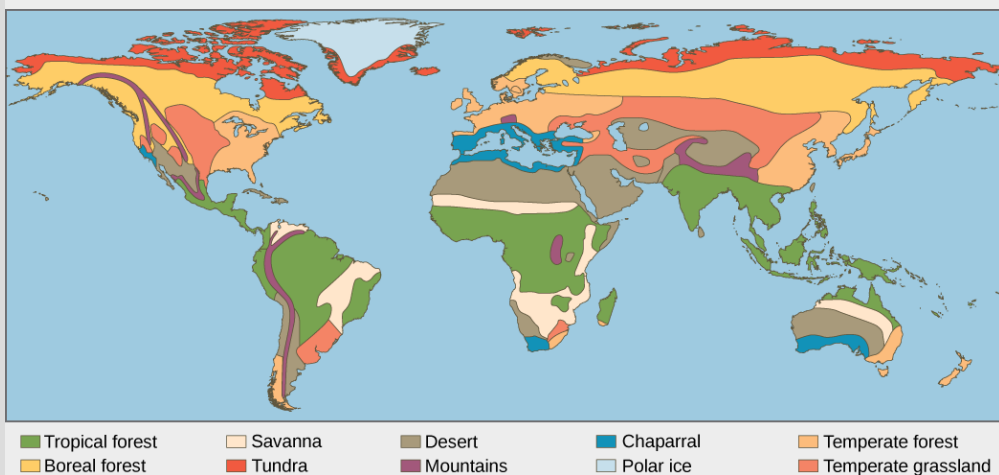 Tropical forest Savanna Desert Chaparral Temperate forest
Boreal forest Tundra Mountains Polar ice Temperate grassland